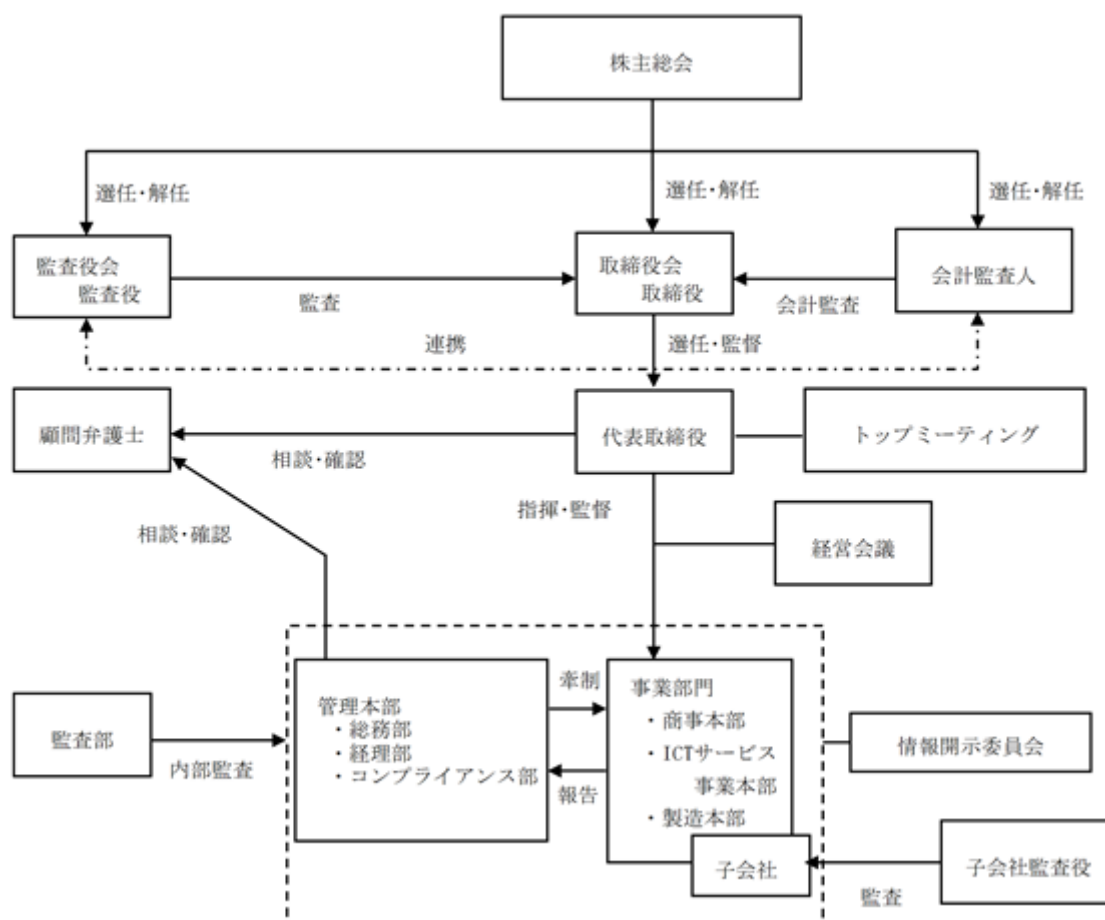 株主総会
選任・解任
選任・解任
選任・解任
監査役会
監査役
監査
取締役会
取締役
会計監査
会計監査人
連携
選任・監督
顧問弁護士
相談・確認
代表取締役
トップミーティング
指揮・監督
相談・確認
経営会議
監査部
内部監査
管理本部
・総務部
・経理部
・コンプライアンス部
牽制
報告
事業部門
・商事本部
・ICTサービス
事業本部
・製造本部
子会社
情報開示委員会
監査
子会社監査役